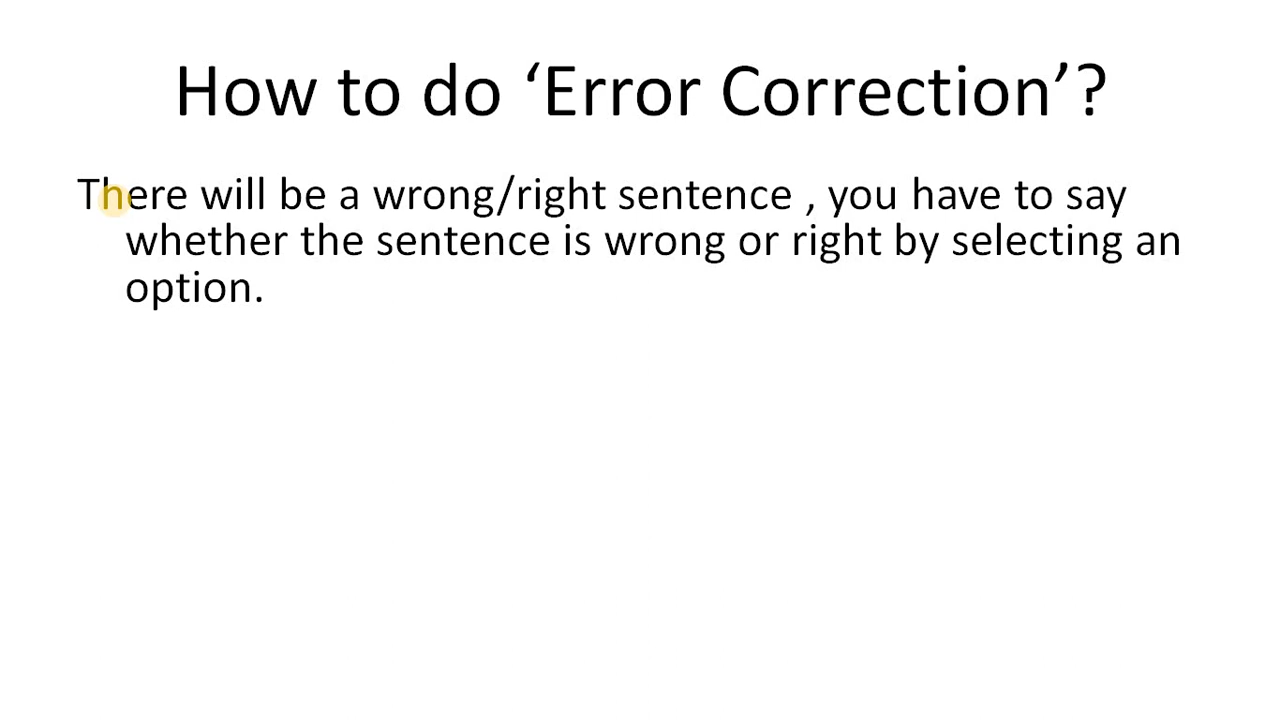 How to do ‘Error Correction’?
There will be a wrong/right sentence , you have to say
whether the sentence is wrong or right by selecting an
option.